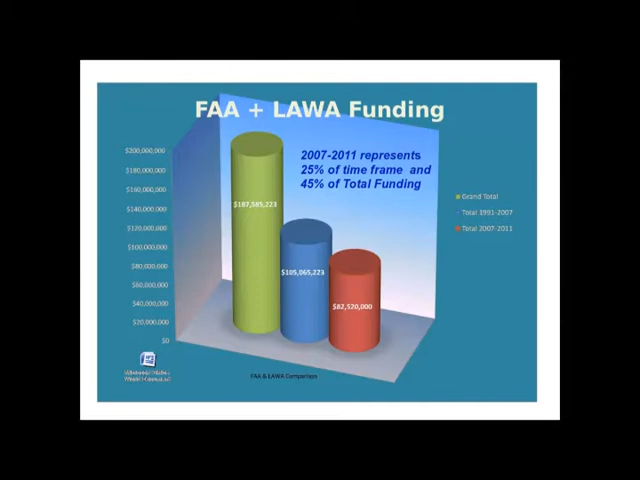 FAA + LAWA Funding
2007-2011 represents
25% of time frame and
45% of Total Funding
$200,000,000
$180,000,000
$160,000,000
$140,000,000
$120,000,000
$100,000,000
$80,000,000
$60,000,000
$40,000,000
$20,000,000
$0
$187,585,223
$105,065,223
$82,520,000
Grand Total
Total 1991-2007
Total 2007-2011
FAA & LAWA Comparison